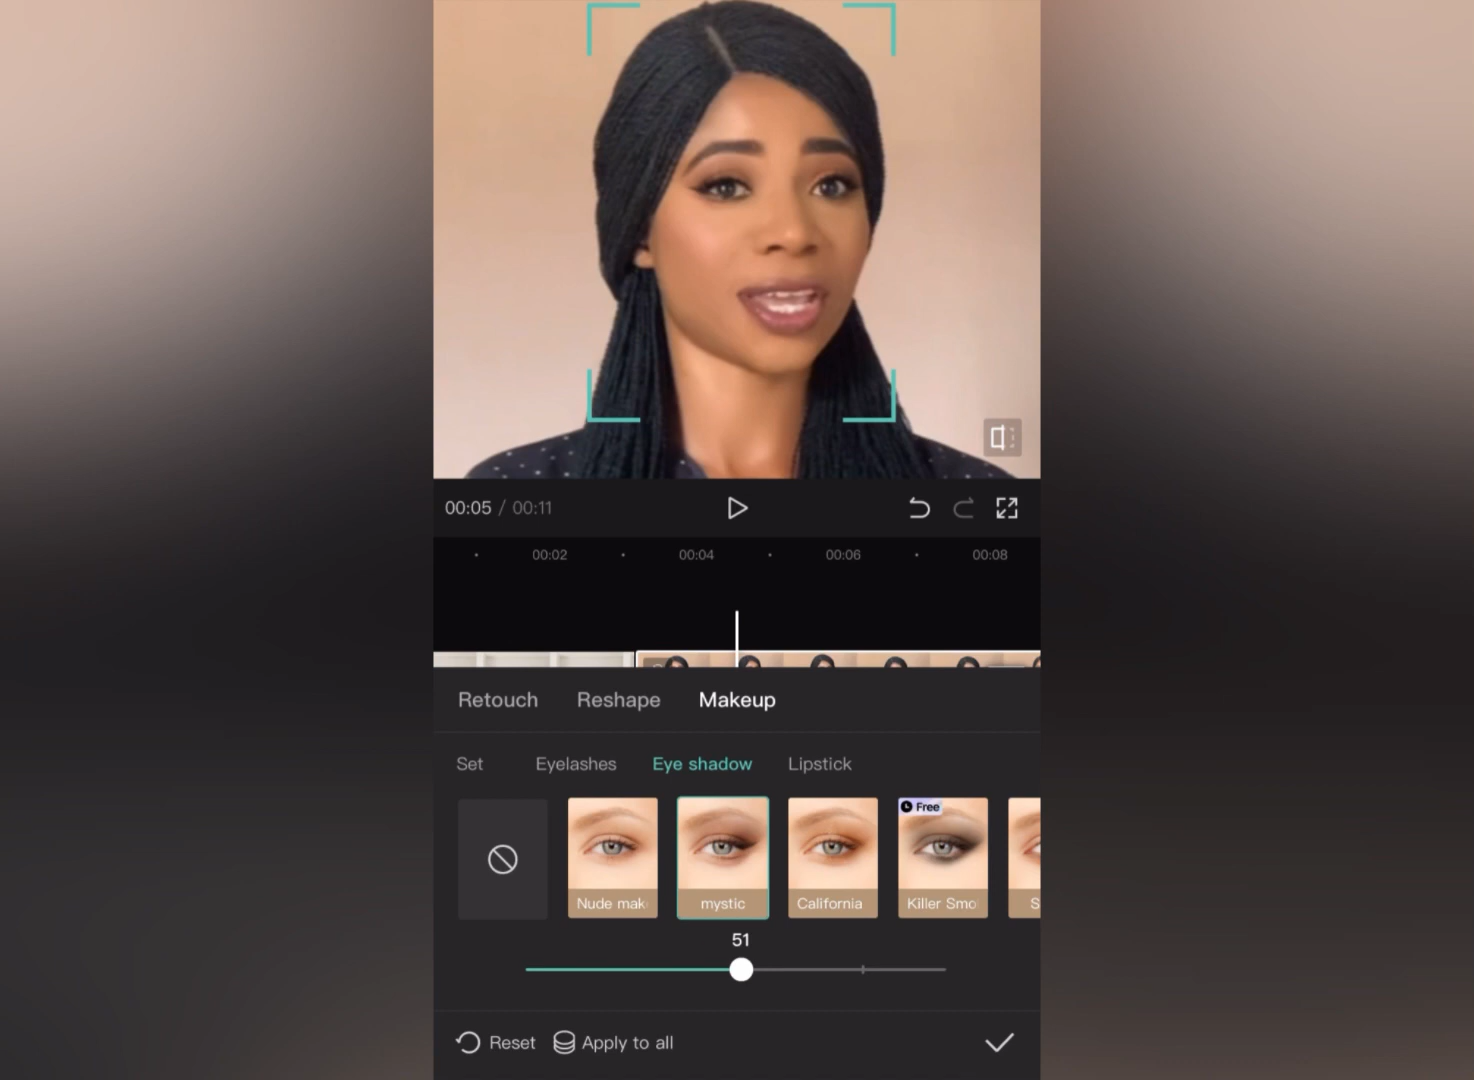 00:05 / 00:11
00:02 00:04 00:06 00:08
Retouch Reshape Makeup
Set Eyelashes Eye shadow Lipstick
Free
Nude mak mystic California Killer Smo S
51
Reset Apply to all